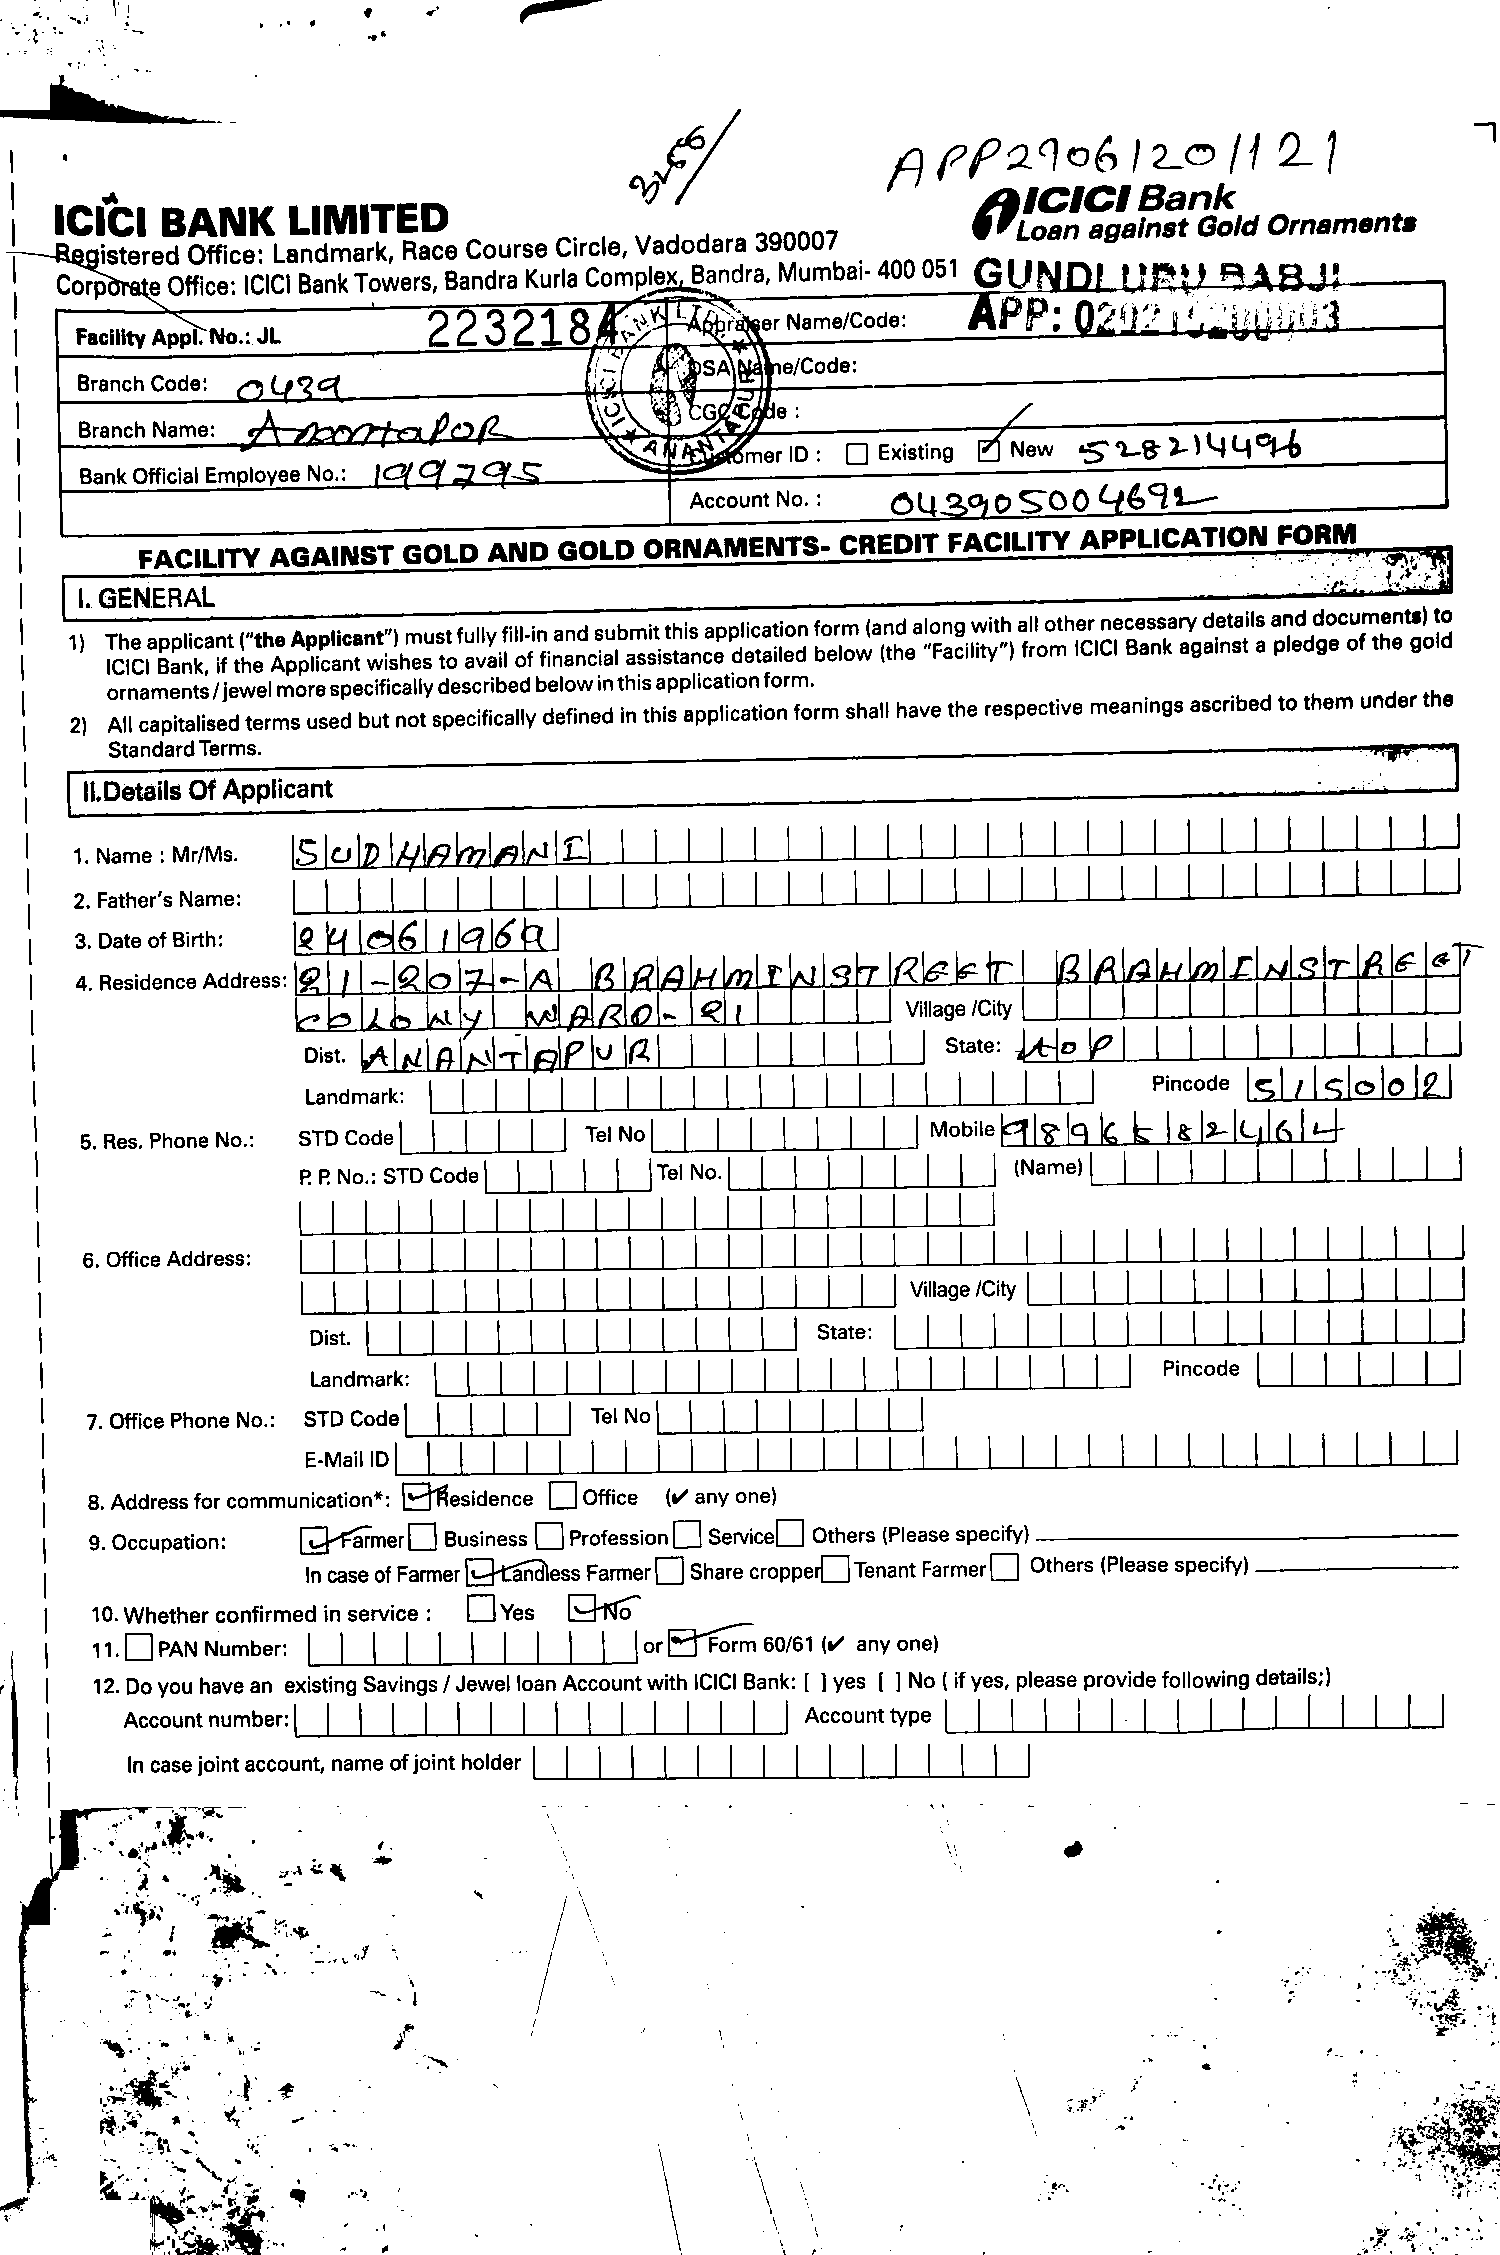 3256/
APP29061201121
ICICI BANK LIMITED
Registered Office: Landmark, Race Course Circle, Vadodara 390007
Corporate Office: ICICI Bank Towers, Bandra Kurla Complex, Bandra, Mumbai- 400 051
ICICI Bank
Loan against Gold Ornaments
GUNDLURU BABJI
APP:
Facility Appl. No.: JL 2232184
Appraiser Name/Code:
Branch Code: 0439
DSA Name/Code:
CGC Code :
Branch Name: AnantaPOR
Customer ID : Existing New 528214496
Bank Official Employee No.: 199795
Account No. : 043905004692
ICICI BANK LTD ★ ANANTAPUR ★
FACILITY AGAINST GOLD AND GOLD ORNAMENTS- CREDIT FACILITY APPLICATION FORM
I. GENERAL
1) The applicant ("the Applicant") must fully fill-in and submit this application form (and along with all other necessary details and documents) to
ICICI Bank, if the Applicant wishes to avail of financial assistance detailed below (the "Facility") from ICICI Bank against a pledge of the gold
ornaments / jewel more specifically described below in this application form.
2) All capitalised terms used but not specifically defined in this application form shall have the respective meanings ascribed to them under the
Standard Terms.
II.Details Of Applicant
1. Name : Mr/Ms. SUDHAMANI
2. Father's Name:
3. Date of Birth: 24061969
4. Residence Address: 21-207-A BRAHMINSTREET BRAHMINSTREET
COLONY WARD-21 Village /City
Dist. ANANTAPUR State: A0P
Landmark: Pincode 515002
5. Res. Phone No.: STD Code Tel No Mobile 9896582464
P. P. No.: STD Code Tel No. (Name)
6. Office Address:
Village /City
Dist. State:
Landmark: Pincode
7. Office Phone No.: STD Code Tel No
E-Mail ID
8. Address for communication*: ✓ Residence Office (✓ any one)
9. Occupation: ✓ Farmer Business Profession Service Others (Please specify)
In case of Farmer ✓ Landless Farmer Share cropper Tenant Farmer Others (Please specify)
10. Whether confirmed in service : Yes ✓ No
11. PAN Number: or ✓ Form 60/61 (✓ any one)
12. Do you have an existing Savings / Jewel loan Account with ICICI Bank: [ ] yes [ ] No ( if yes, please provide following details;)
Account number: Account type
In case joint account, name of joint holder